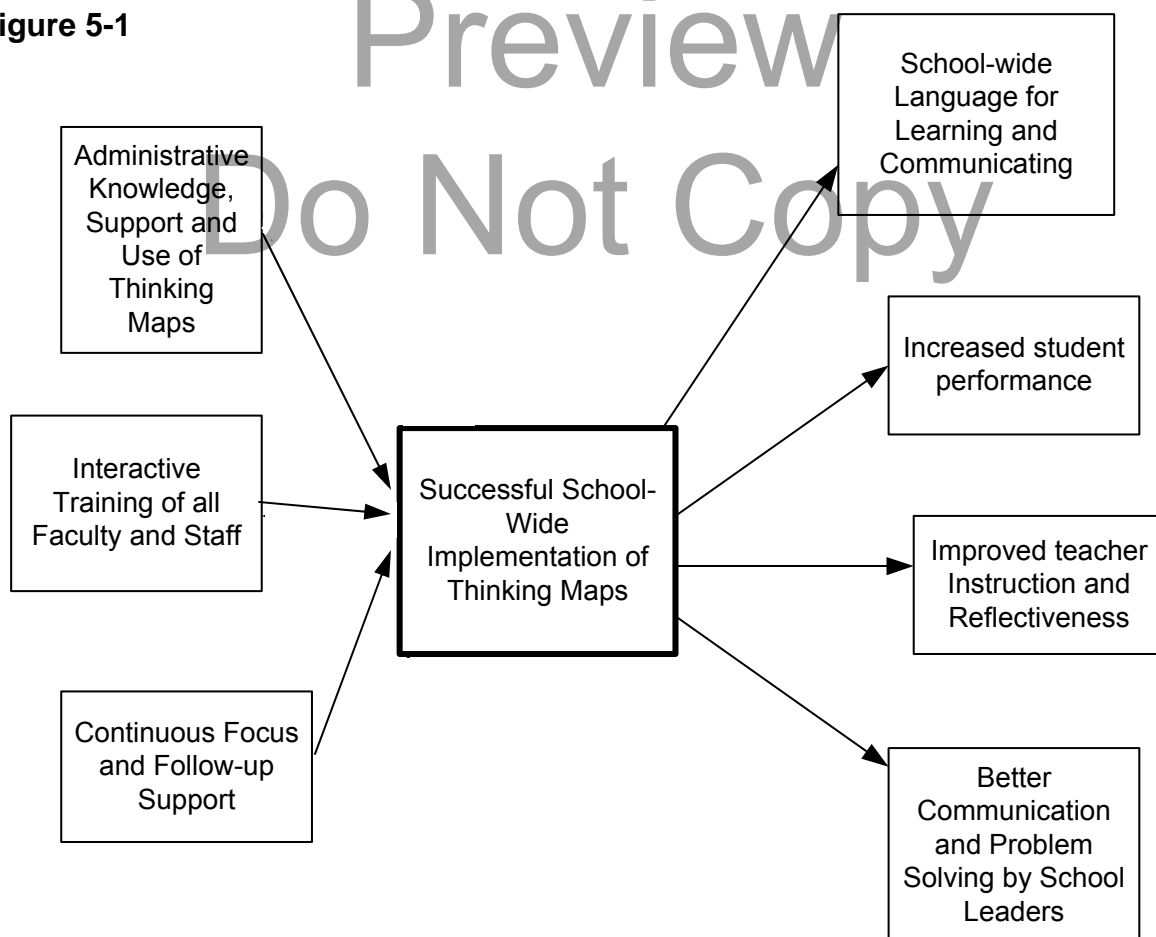 igure 5-1
Preview
Do Not Copy
School-wide
Language for
Learning and
Communicating
Administrative
Knowledge,
Support and
Use of
Thinking
Maps
Increased student
performance
Interactive
Training of all
Faculty and Staff
Successful School-
Wide
Implementation of
Thinking Maps
Improved teacher
Instruction and
Reflectiveness
Continuous Focus
and Follow-up
Support
Better
Communication
and Problem
Solving by School
Leaders